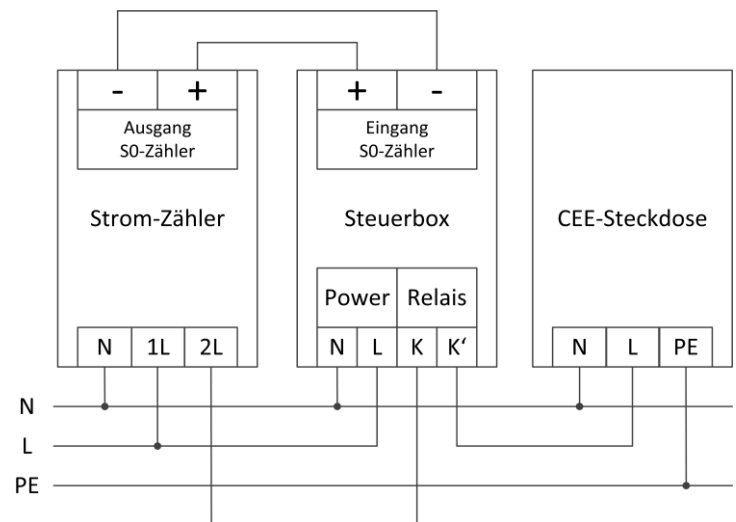 - + + -
Ausgang Eingang
S0-Zähler S0-Zähler
Strom-Zähler Steuerbox CEE-Steckdose
Power Relais
N 1L 2L N L K K‘ N L PE
N
L
PE